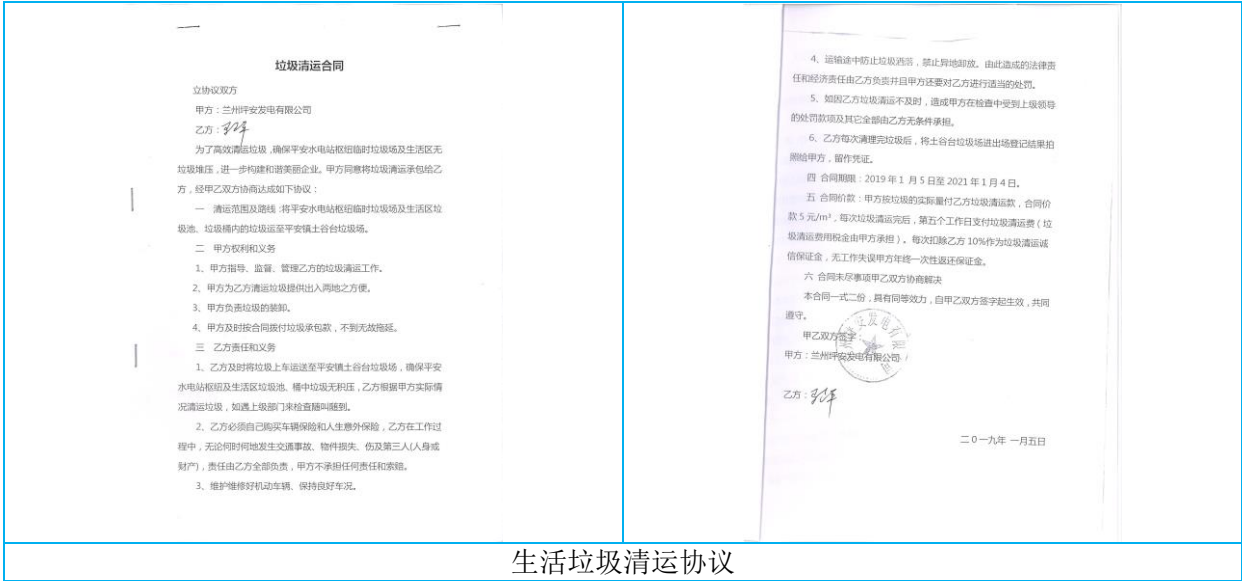 垃圾清运合同
立协议双方
甲方：兰州坪安发电有限公司
乙方：
为了高效清运垃圾,确保平安水电站枢纽临时垃圾场及生活区无
垃圾堆压，进一步构建和谐美丽企业。甲方同意将垃圾清运承包给乙
方，经甲乙双方协商达成如下协议：
一 清运范围及路线:将平安水电站枢纽临时垃圾场及生活区垃
圾池、垃圾桶内的垃圾运至平安镇土谷台垃圾场。
二 甲方权利和义务
1、甲方指导、监督、管理乙方的垃圾清运工作。
2、甲方为乙方清运垃圾提供出入两地之方便。
3、甲方负责垃圾的装卸。
4、甲方及时按合同拨付垃圾承包款，不到无故拖延。
三 乙方责任和义务
1、乙方及时将垃圾上车运送至平安镇土谷台垃圾场，确保平安
水电站枢纽及生活区垃圾池、桶中垃圾无积压，乙方根据甲方实际情
况清运垃圾，如遇上级部门来检查随叫随到。
2、乙方必须自己购买车辆保险和人生意外保险，乙方在工作过
程中，无论何时何地发生交通事故、物件损失、伤及第三人(人身或
财产)，责任由乙方全部负责，甲方不承担任何责任和索赔。
3、维护维修好机动车辆、保持良好车况。
4、运输途中防止垃圾洒落，禁止异地卸放。由此造成的法律责
任和经济责任由乙方负责并且甲方还要对乙方进行适当的处罚。
5、如因乙方垃圾清运不及时，造成甲方在检查中受到上级领导
的处罚款项及其它全部由乙方无条件承担。
6、乙方每次清理完垃圾后，将土谷台垃圾场进出场登记结果拍
照给甲方，留作凭证。
四 合同期限：2019年1月5日至2021年1月4日。
五 合同价款：甲方按垃圾的实际量付乙方垃圾清运款，合同价
款5元/m³，每次垃圾清运完后，第五个工作日支付垃圾清运费（垃
圾清运费用税金由甲方承担）。每次扣除乙方10%作为垃圾清运诚
信保证金，无工作失误甲方年终一次性返还保证金。
六 合同未尽事项甲乙双方协商解决
本合同一式二份，具有同等效力，自甲乙双方签字起生效，共同
遵守。
甲乙双方签字：
甲方：兰州坪安发电有限公司
乙方：
二0一九年 一月五日
生活垃圾清运协议